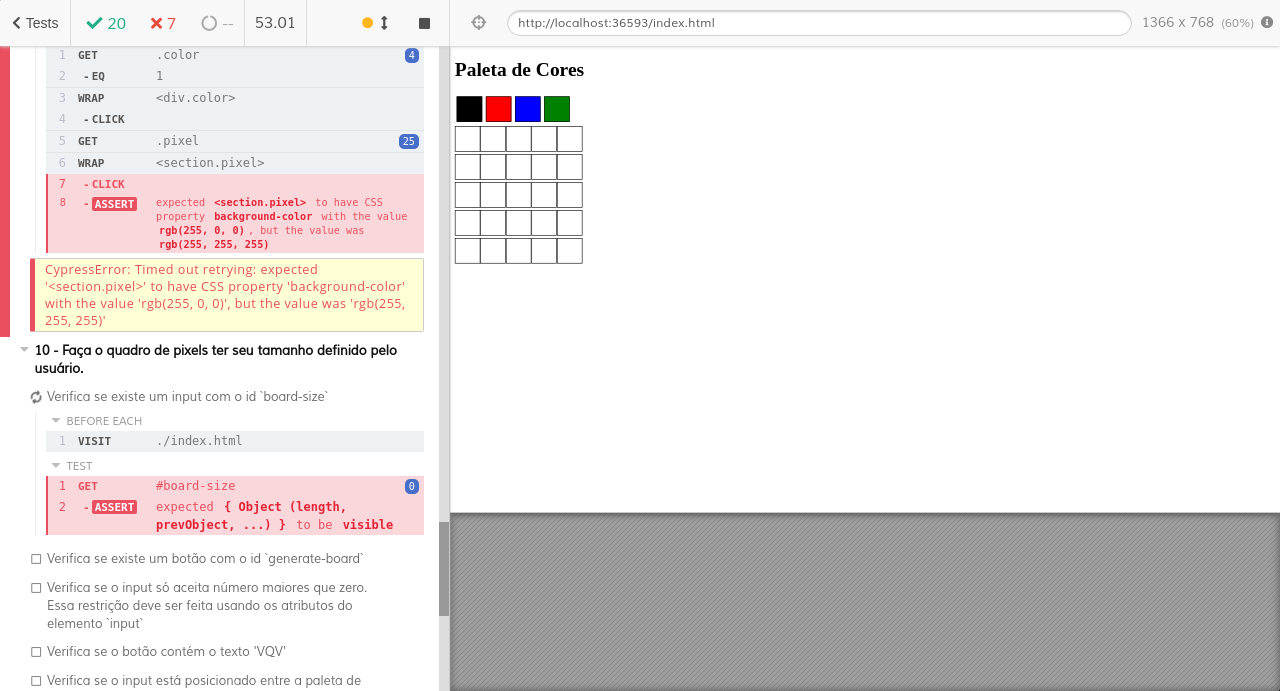 Tests 20 7 -- 53.01 http://localhost:36593/index.html 1366 x 768 (60%)
1 GET .color 4
2 -EQ 1
3 WRAP <div.color>
4 -CLICK
5 GET .pixel 25
6 WRAP <section.pixel>
7 -CLICK
8 -ASSERT expected <section.pixel> to have CSS
property background-color with the value
rgb(255, 0, 0), but the value was
rgb(255, 255, 255)
CypressError: Timed out retrying: expected
'<section.pixel>' to have CSS property 'background-color'
with the value 'rgb(255, 0, 0)', but the value was 'rgb(255,
255, 255)'
10 - Faça o quadro de pixels ter seu tamanho definido pelo
usuário.
Verifica se existe um input com o id `board-size`
BEFORE EACH
1 VISIT ./index.html
TEST
1 GET #board-size 0
2 -ASSERT expected { Object (length,
prevObject, ...) } to be visible
Verifica se existe um botão com o id `generate-board`
Verifica se o input só aceita número maiores que zero.
Essa restrição deve ser feita usando os atributos do
elemento `input`
Verifica se o botão contém o texto 'VQV'
Verifica se o input está posicionado entre a paleta de
Paleta de Cores